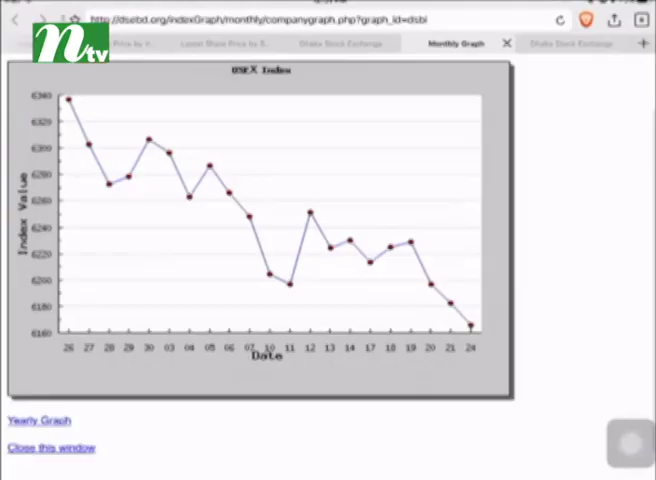 http://dsebd.org/indexGraph/monthly/companygraph.php?graph_id=dsbi
Price by V... Latest Share Price by S... Dhaka Stock Exchange Monthly Graph Dhaka Stock Exchange
ntv
DSEX Index
6340
6320
6300
6280
6260
6240
6220
6200
6180
6160
Index Value
26 27 28 29 30 03 04 05 06 07 10 11 12 13 14 17 18 19 20 21 24
Date
Yearly Graph
Close this window